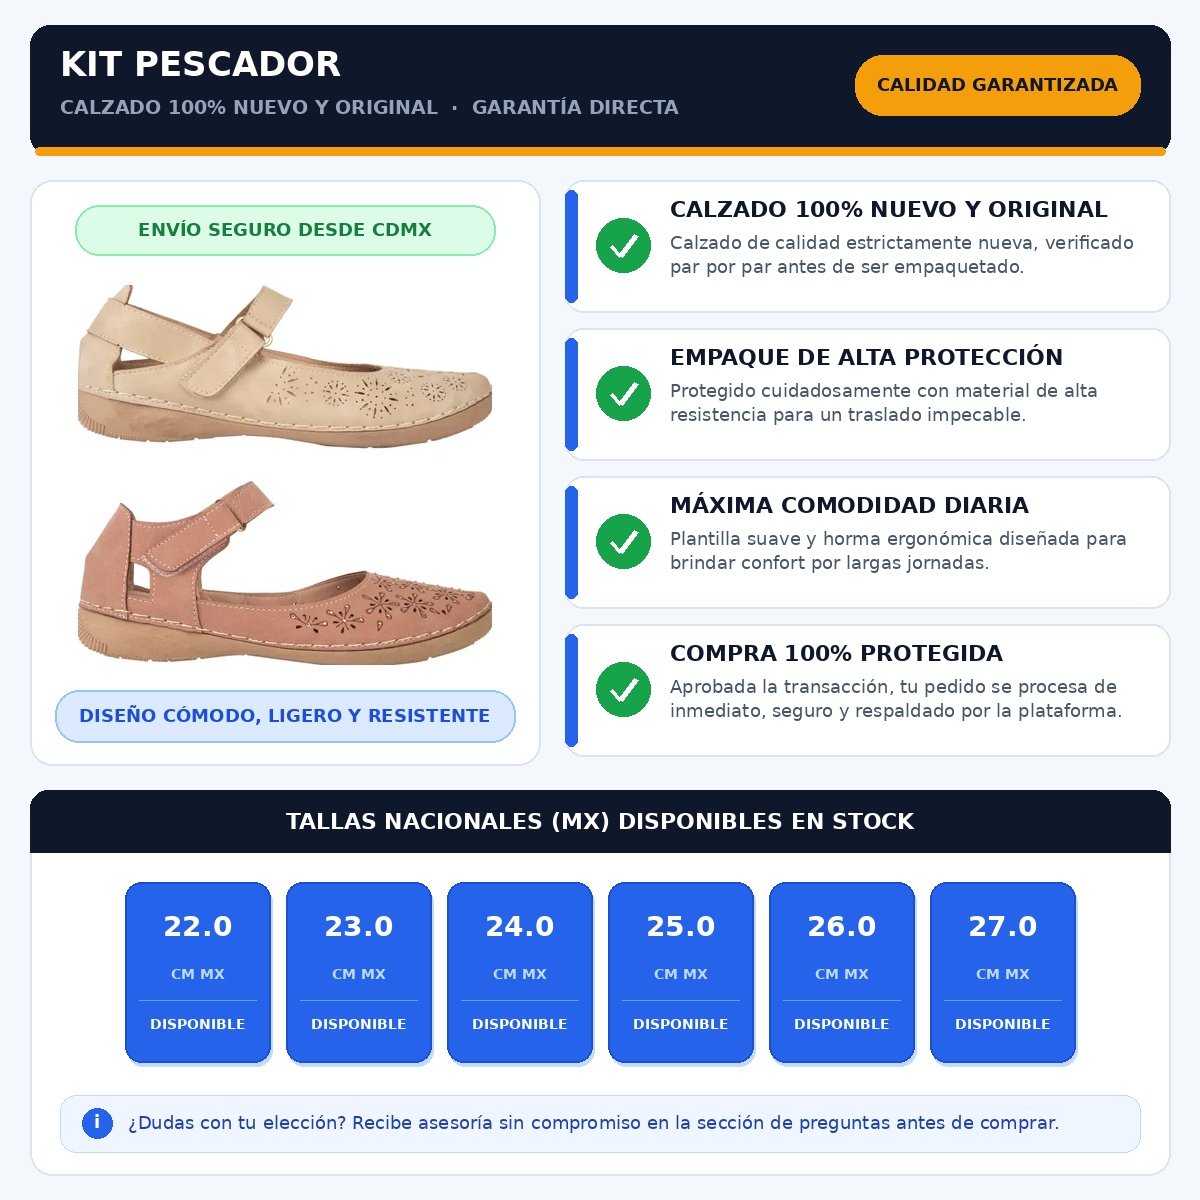 KIT PESCADOR
CALZADO 100% NUEVO Y ORIGINAL · GARANTÍA DIRECTA
CALIDAD GARANTIZADA
ENVÍO SEGURO DESDE CDMX
DISEÑO CÓMODO, LIGERO Y RESISTENTE
CALZADO 100% NUEVO Y ORIGINAL
Calzado de calidad estrictamente nueva, verificado
par por par antes de ser empaquetado.
EMPAQUE DE ALTA PROTECCIÓN
Protegido cuidadosamente con material de alta
resistencia para un traslado impecable.
MÁXIMA COMODIDAD DIARIA
Plantilla suave y horma ergonómica diseñada para
brindar confort por largas jornadas.
COMPRA 100% PROTEGIDA
Aprobada la transacción, tu pedido se procesa de
inmediato, seguro y respaldado por la plataforma.
TALLAS NACIONALES (MX) DISPONIBLES EN STOCK
22.0
CM MX
DISPONIBLE
23.0
CM MX
DISPONIBLE
24.0
CM MX
DISPONIBLE
25.0
CM MX
DISPONIBLE
26.0
CM MX
DISPONIBLE
27.0
CM MX
DISPONIBLE
i ¿Dudas con tu elección? Recibe asesoría sin compromiso en la sección de preguntas antes de comprar.